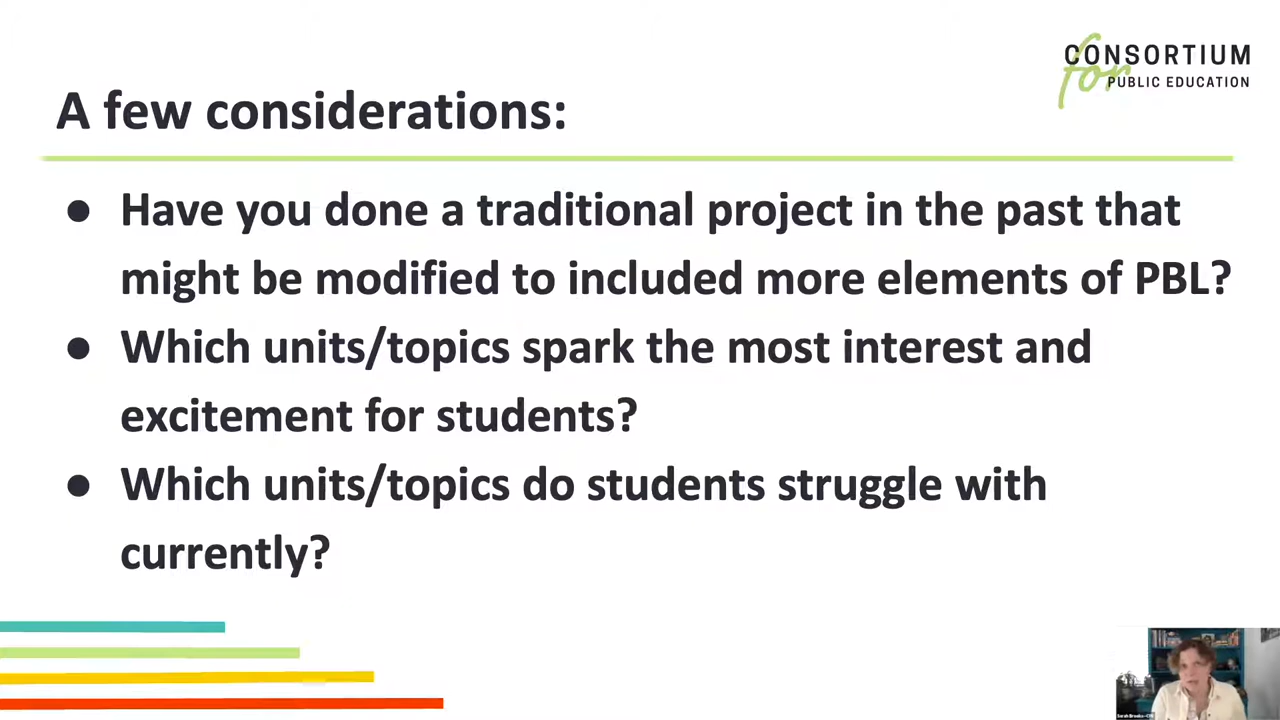 CONSORTIUM
for PUBLIC EDUCATION
A few considerations:
● Have you done a traditional project in the past that
might be modified to included more elements of PBL?
● Which units/topics spark the most interest and
excitement for students?
● Which units/topics do students struggle with
currently?